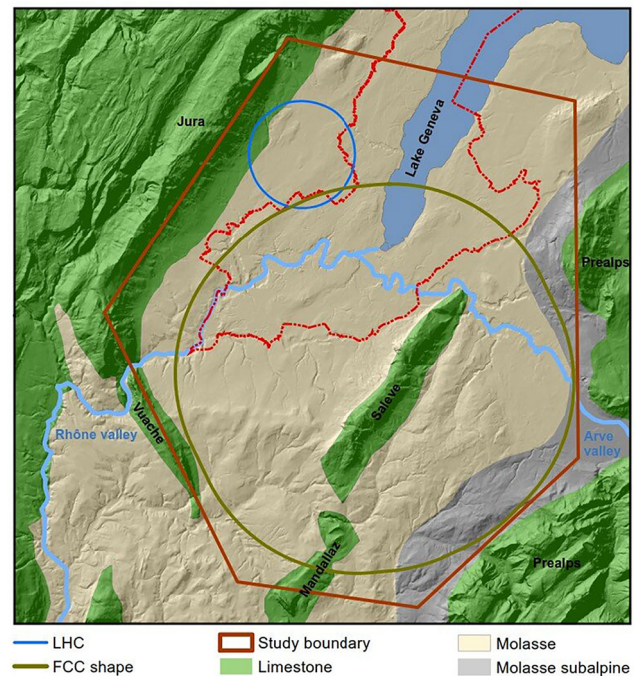 Jura
Lake Geneva
Prealps
Salève
Vuache
Rhône valley
Arve
valley
Mandallaz
Prealps
LHC
Study boundary
Molasse
FCC shape
Limestone
Molasse subalpine